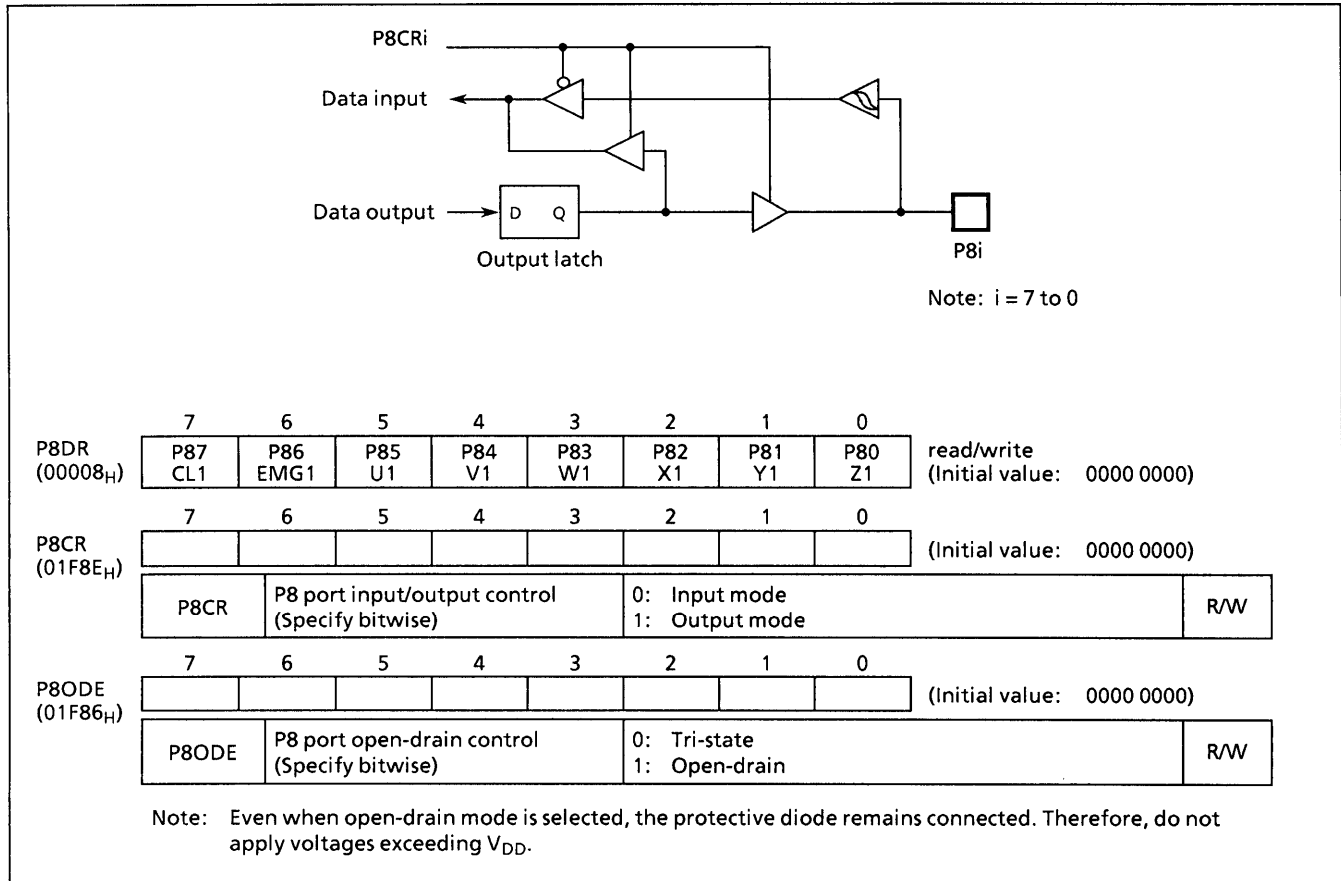 P8CRi
Data input
Data output
D Q
Output latch
P8i
Note: i = 7 to 0
7 6 5 4 3 2 1 0
P8DR
(00008H)
P87 P86 P85 P84 P83 P82 P81 P80
CL1 EMG1 U1 V1 W1 X1 Y1 Z1
read/write
(Initial value: 0000 0000)
7 6 5 4 3 2 1 0
P8CR
(01F8EH)
(Initial value: 0000 0000)
P8CR
P8 port input/output control
(Specify bitwise)
0: Input mode
1: Output mode
R/W
7 6 5 4 3 2 1 0
P8ODE
(01F86H)
(Initial value: 0000 0000)
P8ODE
P8 port open-drain control
(Specify bitwise)
0: Tri-state
1: Open-drain
R/W
Note: Even when open-drain mode is selected, the protective diode remains connected. Therefore, do not
apply voltages exceeding VDD.